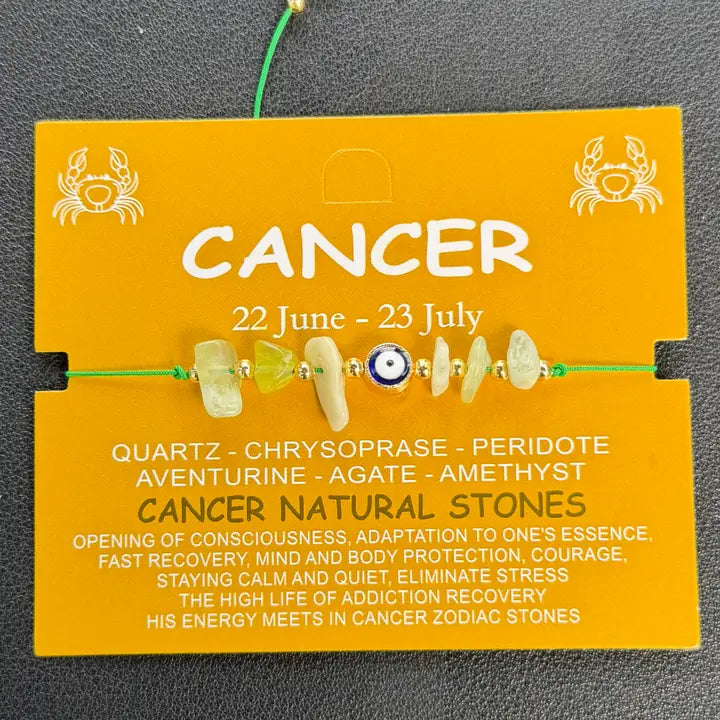 CANCER
22 June - 23 July
QUARTZ - CHRYSOPRASE - PERIDOTE
AVENTURINE - AGATE - AMETHYST
CANCER NATURAL STONES
OPENING OF CONSCIOUSNESS, ADAPTATION TO ONE'S ESSENCE,
FAST RECOVERY, MIND AND BODY PROTECTION, COURAGE,
STAYING CALM AND QUIET, ELIMINATE STRESS
THE HIGH LIFE OF ADDICTION RECOVERY
HIS ENERGY MEETS IN CANCER ZODIAC STONES